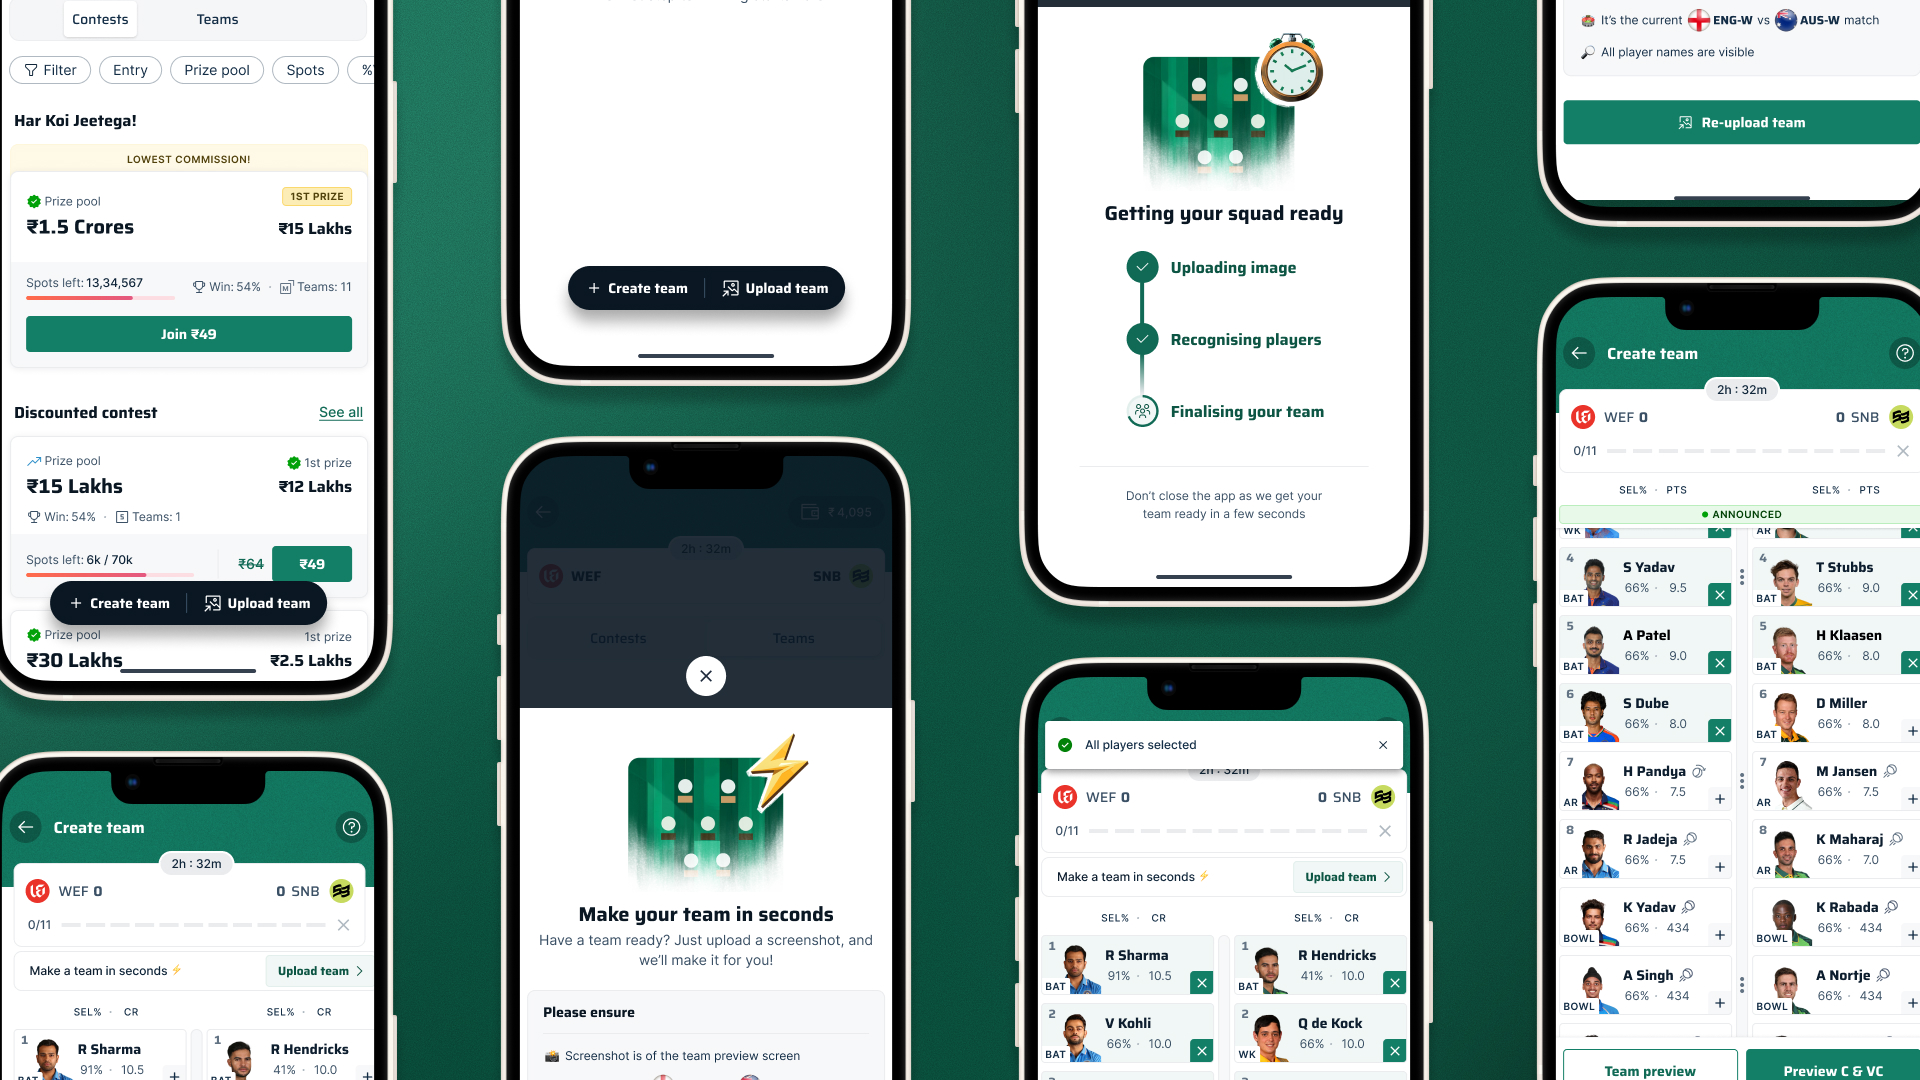 Contests
Teams
Filter
Entry
Prize pool
Spots
Har Koi Jeetega!
LOWEST COMMISSION!
1ST PRIZE
Prize pool
₹1.5 Crores
₹15 Lakhs
Spots left: 13,34,567
Win: 54% · M Teams: 11
Join ₹49
Discounted contest
See all
Prize pool
1st prize
₹15 Lakhs
₹12 Lakhs
Win: 54% · S Teams: 1
Spots left: 6k / 70k
₹64
₹49
+ Create team
Upload team
Prize pool
1st prize
₹30 Lakhs
₹2.5 Lakhs
Create team
2h : 32m
WEF 0
0 SNB
0/11
Make a team in seconds⚡
Upload team >
SEL% · CR
SEL% · CR
1
R Sharma
91% · 10.5
BAT
1
R Hendricks
41% · 10.0
BAT
+ Create team
Upload team
₹4,095
2h : 32m
WEF
SNB
Contests
Teams
Make your team in seconds
Have a team ready? Just upload a screenshot, and
we'll make it for you!
Please ensure
📸 Screenshot is of the team preview screen
Getting your squad ready
Uploading image
Recognising players
Finalising your team
Don't close the app as we get your
team ready in a few seconds
All players selected
2h : 32m
WEF 0
0 SNB
0/11
Make a team in seconds⚡
Upload team >
SEL% · CR
SEL% · CR
1
R Sharma
91% · 10.5
BAT
1
R Hendricks
41% · 10.0
BAT
2
V Kohli
66% · 10.0
BAT
2
Q de Kock
66% · 10.0
WK
It's the current ENG-W vs AUS-W match
🔎 All player names are visible
Re-upload team
Create team
2h : 32m
WEF 0
0 SNB
0/11
SEL% · PTS
SEL% · PTS
ANNOUNCED
WK
AR
4
S Yadav
66% · 9.5
BAT
4
T Stubbs
66% · 9.0
BAT
5
A Patel
66% · 9.0
BAT
5
H Klaasen
66% · 8.0
BAT
6
S Dube
66% · 8.0
BAT
6
D Miller
66% · 8.0
BAT
7
H Pandya
66% · 7.5
AR
7
M Jansen
66% · 7.5
AR
8
R Jadeja
66% · 7.5
AR
8
K Maharaj
66% · 7.0
AR
K Yadav
66% · 434
BOWL
K Rabada
66% · 434
BOWL
A Singh
66% · 434
BOWL
A Nortje
66% · 434
BOWL
Team preview
Preview C & VC